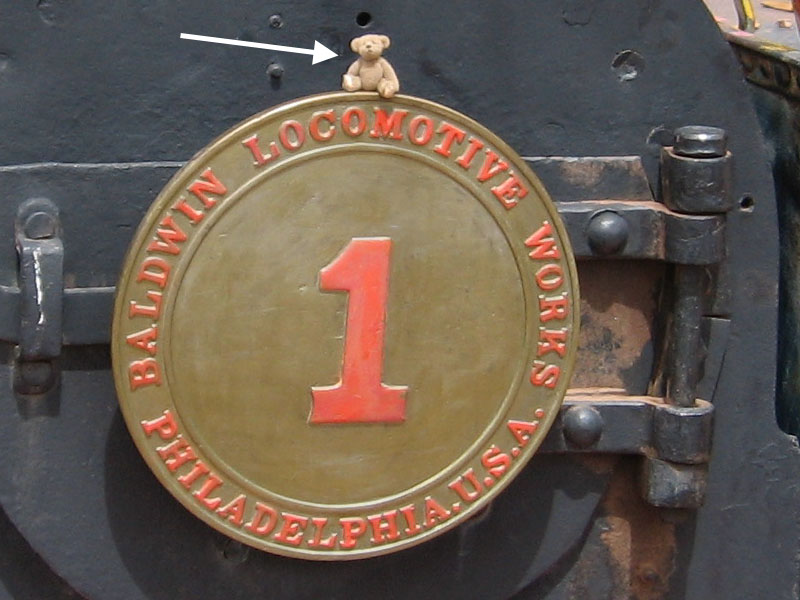 BALDWIN LOCOMOTIVE WORKS
1
PHILADELPHIA, U.S.A.